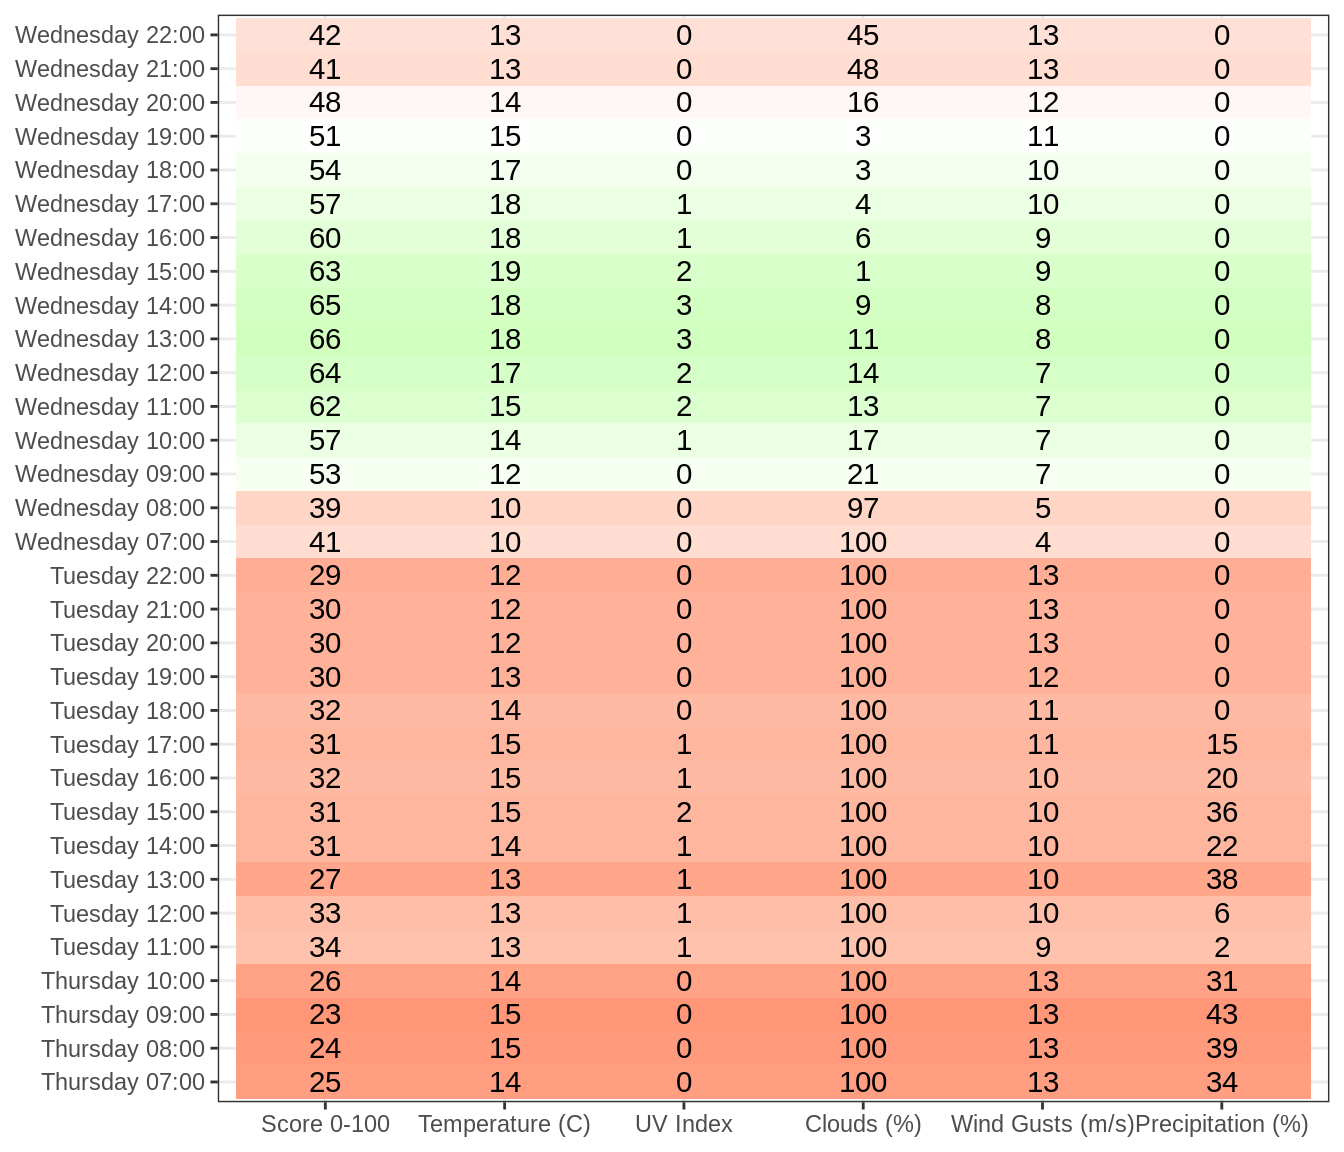 Wednesday 22:00 42 13 0 45 13 0
Wednesday 21:00 41 13 0 48 13 0
Wednesday 20:00 48 14 0 16 12 0
Wednesday 19:00 51 15 0 3 11 0
Wednesday 18:00 54 17 0 3 10 0
Wednesday 17:00 57 18 1 4 10 0
Wednesday 16:00 60 18 1 6 9 0
Wednesday 15:00 63 19 2 1 9 0
Wednesday 14:00 65 18 3 9 8 0
Wednesday 13:00 66 18 3 11 8 0
Wednesday 12:00 64 17 2 14 7 0
Wednesday 11:00 62 15 2 13 7 0
Wednesday 10:00 57 14 1 17 7 0
Wednesday 09:00 53 12 0 21 7 0
Wednesday 08:00 39 10 0 97 5 0
Wednesday 07:00 41 10 0 100 4 0
Tuesday 22:00 29 12 0 100 13 0
Tuesday 21:00 30 12 0 100 13 0
Tuesday 20:00 30 12 0 100 13 0
Tuesday 19:00 30 13 0 100 12 0
Tuesday 18:00 32 14 0 100 11 0
Tuesday 17:00 31 15 1 100 11 15
Tuesday 16:00 32 15 1 100 10 20
Tuesday 15:00 31 15 2 100 10 36
Tuesday 14:00 31 14 1 100 10 22
Tuesday 13:00 27 13 1 100 10 38
Tuesday 12:00 33 13 1 100 10 6
Tuesday 11:00 34 13 1 100 9 2
Thursday 10:00 26 14 0 100 13 31
Thursday 09:00 23 15 0 100 13 43
Thursday 08:00 24 15 0 100 13 39
Thursday 07:00 25 14 0 100 13 34
Score 0-100 Temperature (C) UV Index Clouds (%) Wind Gusts (m/s) Precipitation (%)